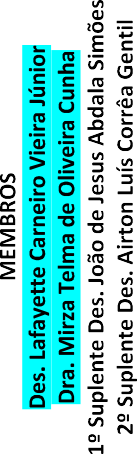 MEMBROS
Des. Lafayette Carneiro Vieira Júnior
Dra. Mirza Telma de Oliveira Cunha
1º Suplente Des. João de Jesus Abdala Simões
2º Suplente Des. Airton Luís Corrêa Gentil